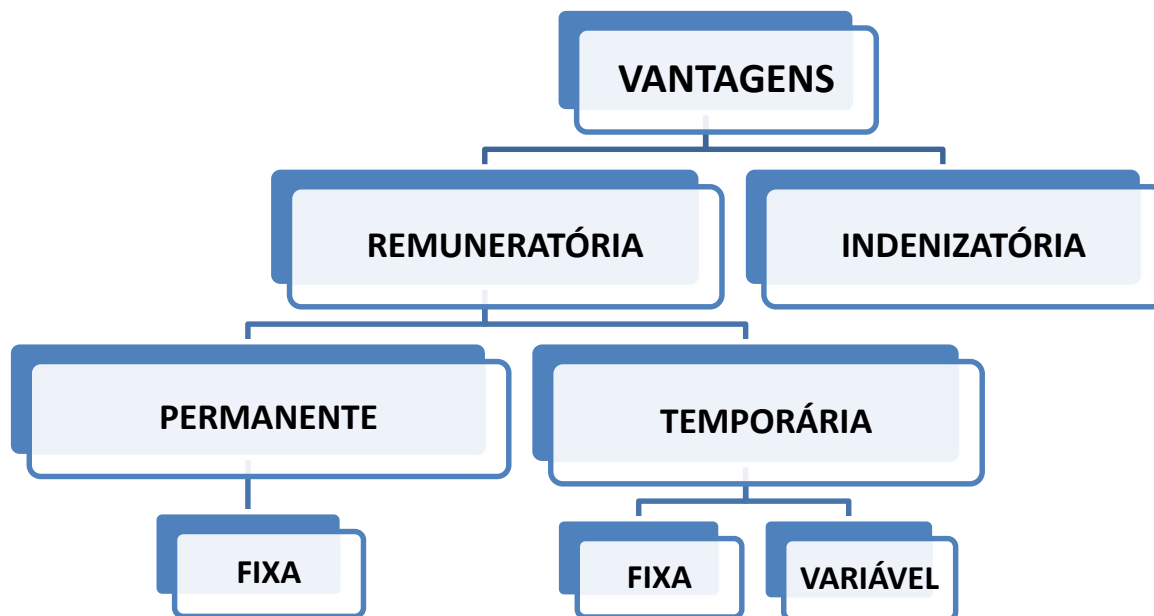 VANTAGENS
REMUNERATÓRIA
INDENIZATÓRIA
PERMANENTE
TEMPORÁRIA
FIXA
FIXA
VARIÁVEL